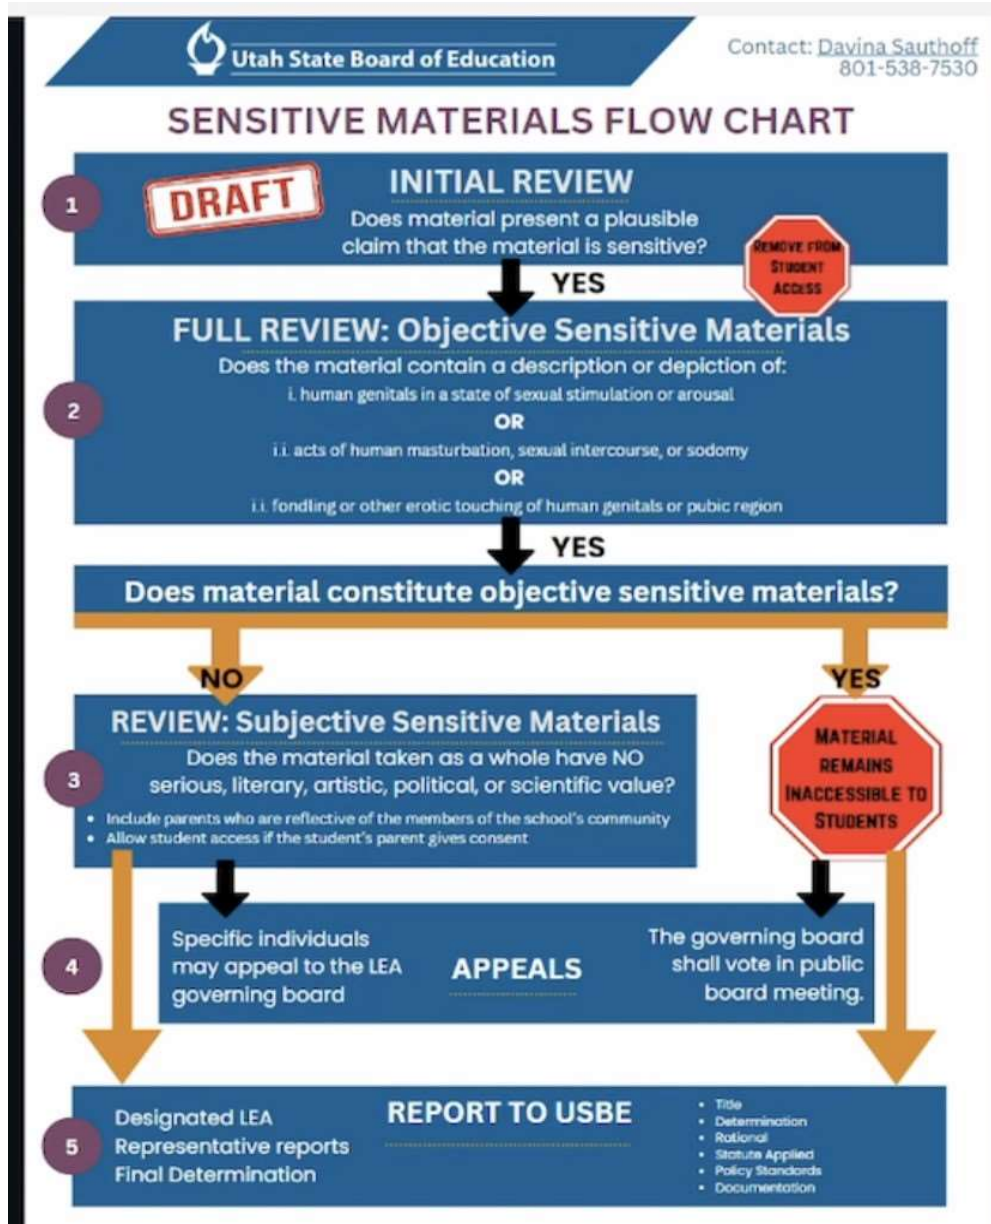 Utah State Board of Education
Contact: Davina Sauthoff
801-538-7530
SENSITIVE MATERIALS FLOW CHART
1
DRAFT
INITIAL REVIEW
Does material present a plausible
claim that the material is sensitive?
REMOVE FROM
STUDENT
ACCESS
YES
2
FULL REVIEW: Objective Sensitive Materials
Does the material contain a description or depiction of:
i. human genitals in a state of sexual stimulation or arousal
OR
i.i. acts of human masturbation, sexual intercourse, or sodomy
OR
i.i. fondling or other erotic touching of human genitals or pubic region
YES
Does material constitute objective sensitive materials?
NO
YES
3
REVIEW: Subjective Sensitive Materials
Does the material taken as a whole have NO
serious, literary, artistic, political, or scientific value?
• Include parents who are reflective of the members of the school's community
• Allow student access if the student's parent gives consent
MATERIAL
REMAINS
INACCESSIBLE TO
STUDENTS
4
Specific individuals
may appeal to the LEA
governing board
APPEALS
The governing board
shall vote in public
board meeting.
5
Designated LEA
Representative reports
Final Determination
REPORT TO USBE
• Title
• Determination
• Rational
• Statute Applied
• Policy Standards
• Documentation